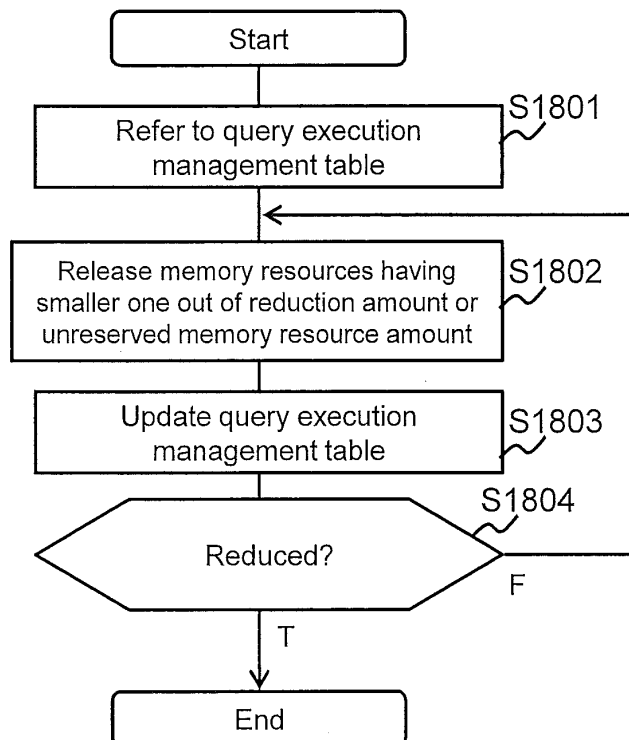 Start
S1801
Refer to query execution
management table
S1802
Release memory resources having
smaller one out of reduction amount or
unreserved memory resource amount
S1803
Update query execution
management table
S1804
Reduced?
F
T
End